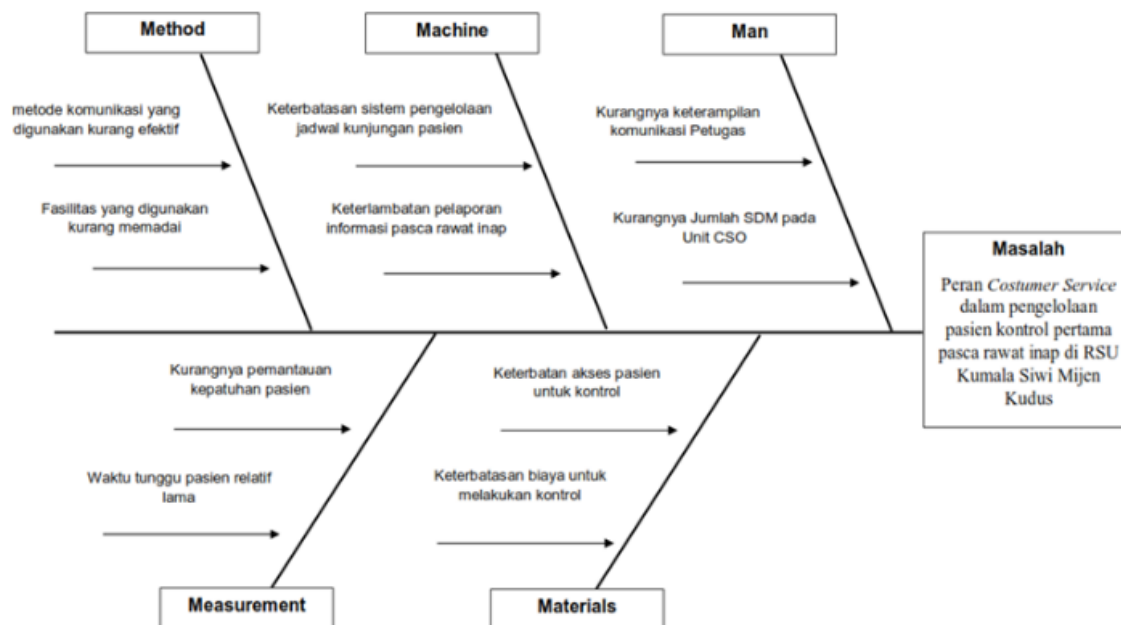 Method
Machine
Man
metode komunikasi yang
digunakan kurang efektif
Keterbatasan sistem pengelolaan
jadwal kunjungan pasien
Kurangnya keterampilan
komunikasi Petugas
Fasilitas yang digunakan
kurang memadai
Keterlambatan pelaporan
informasi pasca rawat inap
Kurangnya Jumlah SDM pada
Unit CSO
Masalah
Peran Costumer Service
dalam pengelolaan
pasien kontrol pertama
pasca rawat inap di RSU
Kumala Siwi Mijen
Kudus
Kurangnya pemantauan
kepatuhan pasien
Keterbatan akses pasien
untuk kontrol
Waktu tunggu pasien relatif
lama
Keterbatasan biaya untuk
melakukan kontrol
Measurement
Materials